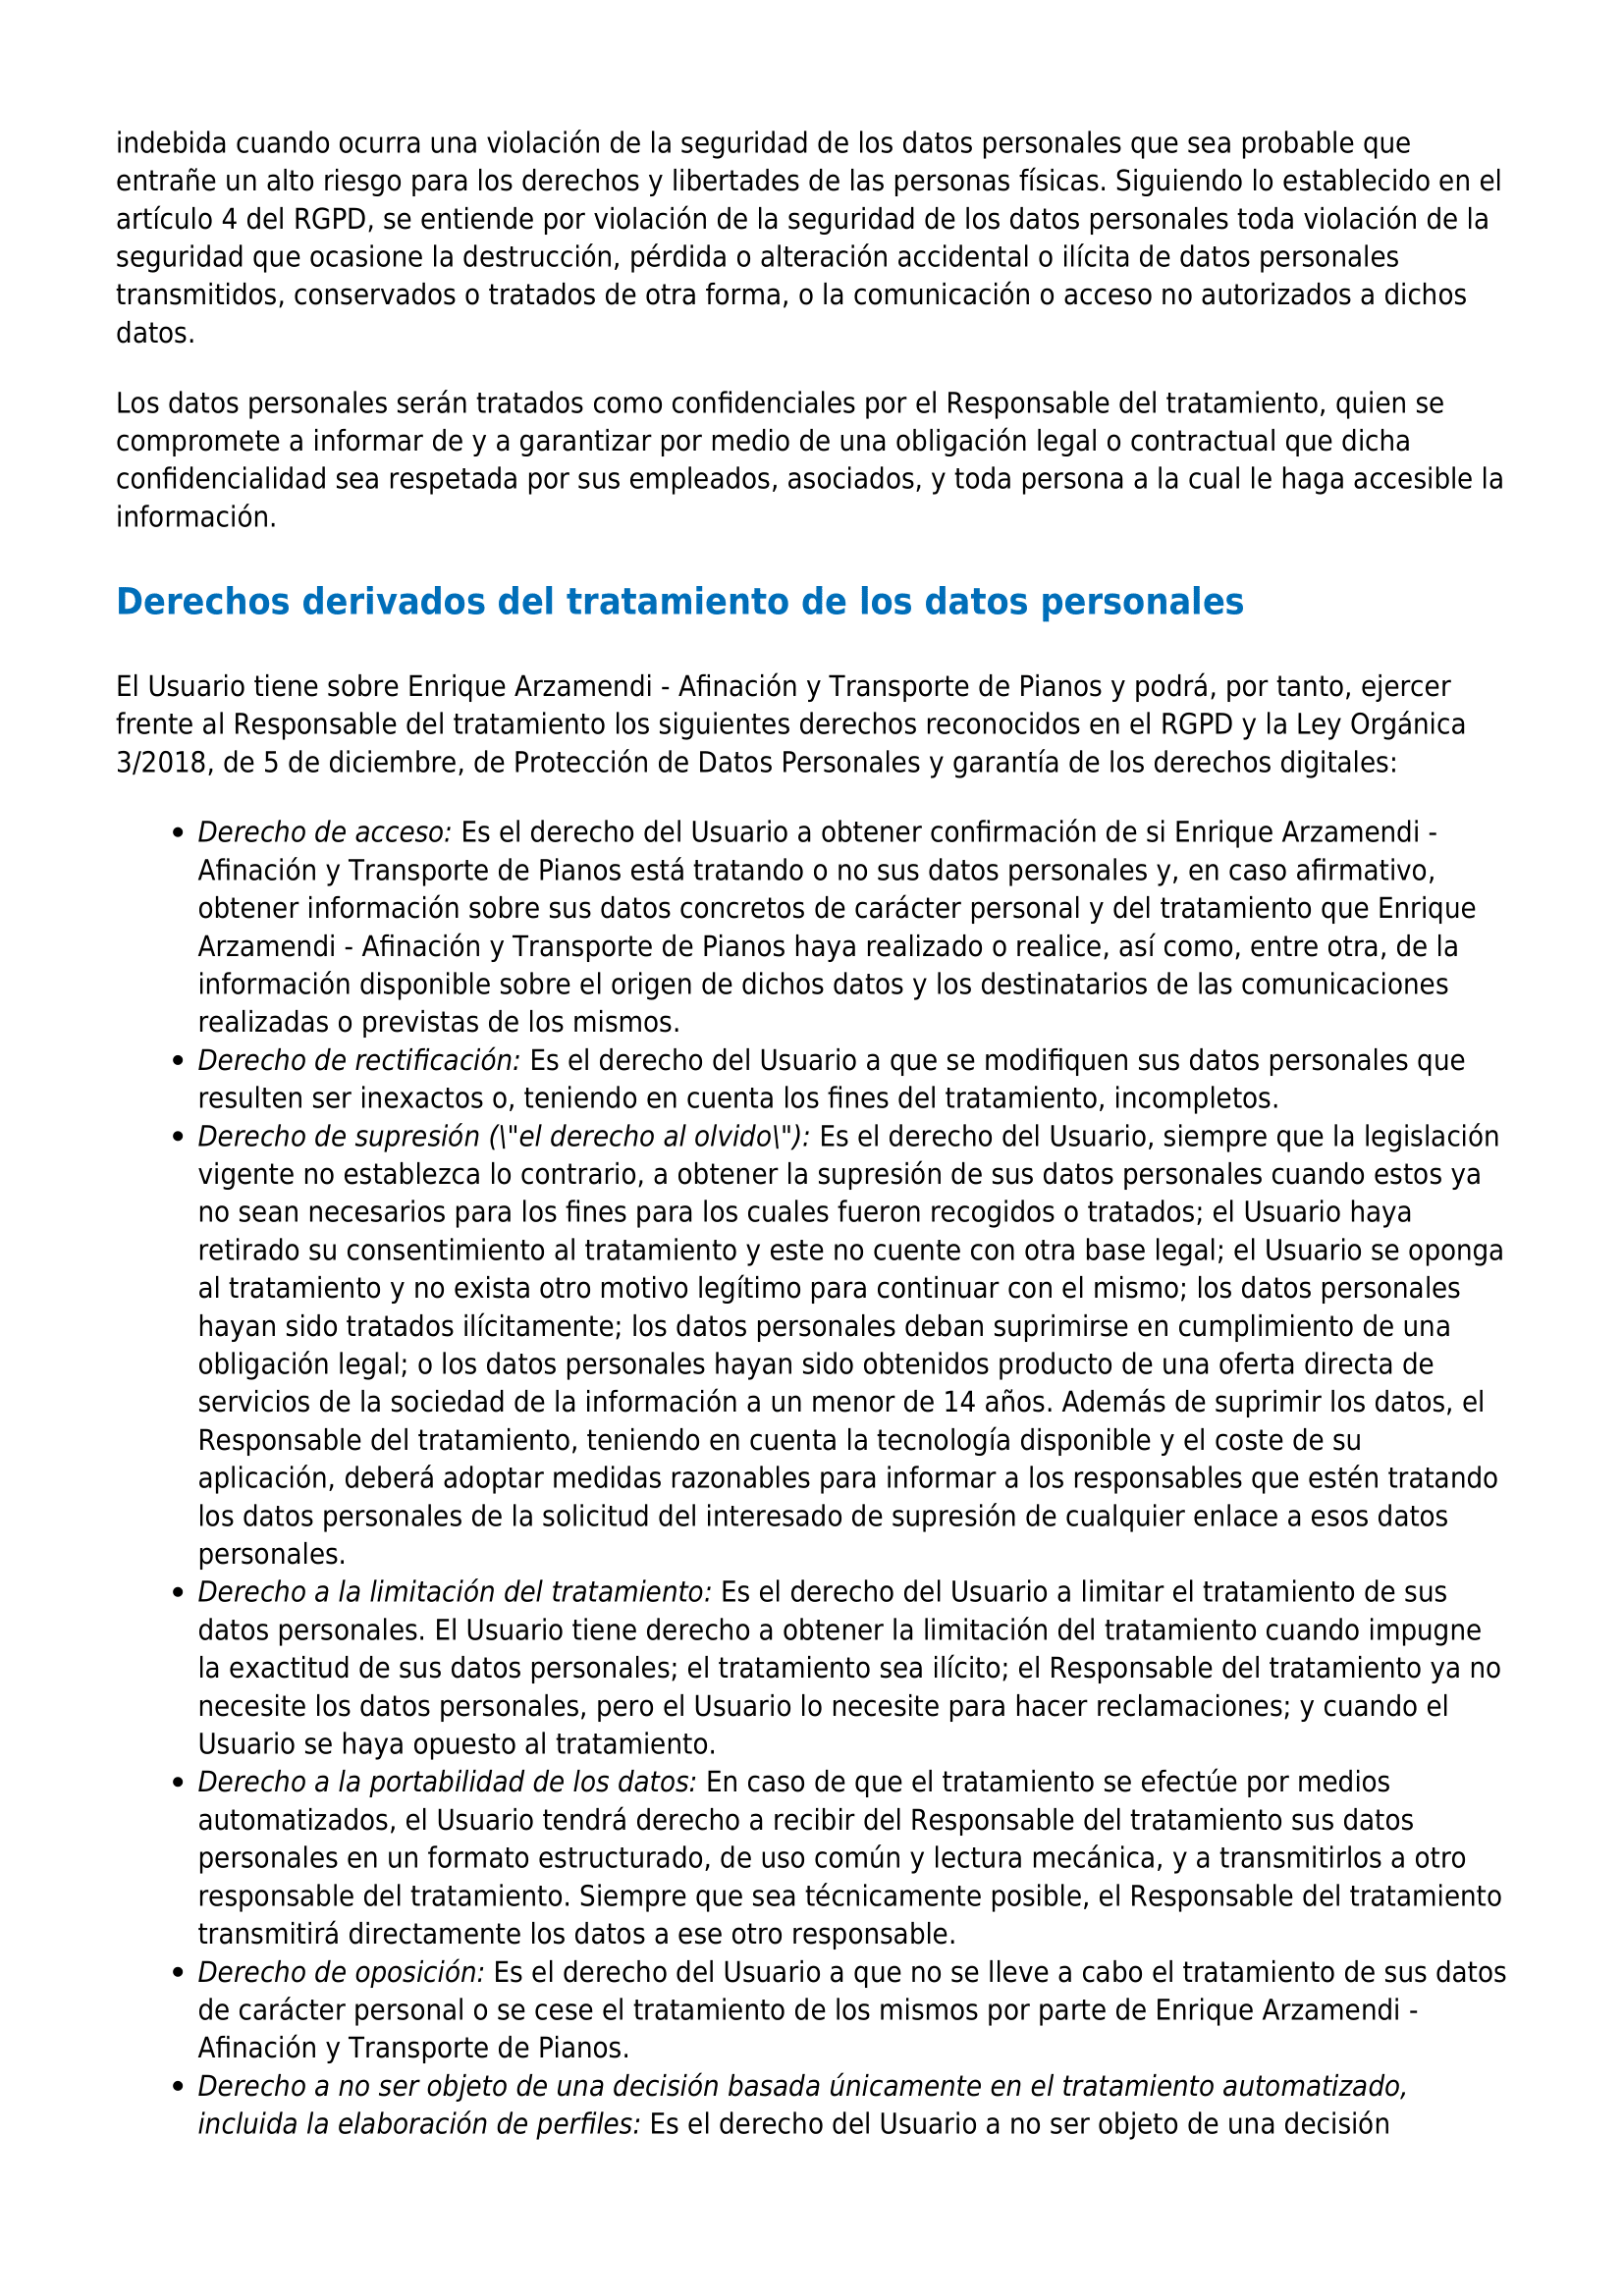 indebida cuando ocurra una violación de la seguridad de los datos personales que sea probable que
entrañe un alto riesgo para los derechos y libertades de las personas físicas. Siguiendo lo establecido en el
artículo 4 del RGPD, se entiende por violación de la seguridad de los datos personales toda violación de la
seguridad que ocasione la destrucción, pérdida o alteración accidental o ilícita de datos personales
transmitidos, conservados o tratados de otra forma, o la comunicación o acceso no autorizados a dichos
datos.
Los datos personales serán tratados como confidenciales por el Responsable del tratamiento, quien se
compromete a informar de y a garantizar por medio de una obligación legal o contractual que dicha
confidencialidad sea respetada por sus empleados, asociados, y toda persona a la cual le haga accesible la
información.
Derechos derivados del tratamiento de los datos personales
El Usuario tiene sobre Enrique Arzamendi - Afinación y Transporte de Pianos y podrá, por tanto, ejercer
frente al Responsable del tratamiento los siguientes derechos reconocidos en el RGPD y la Ley Orgánica
3/2018, de 5 de diciembre, de Protección de Datos Personales y garantía de los derechos digitales:
• Derecho de acceso: Es el derecho del Usuario a obtener confirmación de si Enrique Arzamendi -
Afinación y Transporte de Pianos está tratando o no sus datos personales y, en caso afirmativo,
obtener información sobre sus datos concretos de carácter personal y del tratamiento que Enrique
Arzamendi - Afinación y Transporte de Pianos haya realizado o realice, así como, entre otra, de la
información disponible sobre el origen de dichos datos y los destinatarios de las comunicaciones
realizadas o previstas de los mismos.
• Derecho de rectificación: Es el derecho del Usuario a que se modifiquen sus datos personales que
resulten ser inexactos o, teniendo en cuenta los fines del tratamiento, incompletos.
• Derecho de supresión (\"el derecho al olvido\"): Es el derecho del Usuario, siempre que la legislación
vigente no establezca lo contrario, a obtener la supresión de sus datos personales cuando estos ya
no sean necesarios para los fines para los cuales fueron recogidos o tratados; el Usuario haya
retirado su consentimiento al tratamiento y este no cuente con otra base legal; el Usuario se oponga
al tratamiento y no exista otro motivo legítimo para continuar con el mismo; los datos personales
hayan sido tratados ilícitamente; los datos personales deban suprimirse en cumplimiento de una
obligación legal; o los datos personales hayan sido obtenidos producto de una oferta directa de
servicios de la sociedad de la información a un menor de 14 años. Además de suprimir los datos, el
Responsable del tratamiento, teniendo en cuenta la tecnología disponible y el coste de su
aplicación, deberá adoptar medidas razonables para informar a los responsables que estén tratando
los datos personales de la solicitud del interesado de supresión de cualquier enlace a esos datos
personales.
• Derecho a la limitación del tratamiento: Es el derecho del Usuario a limitar el tratamiento de sus
datos personales. El Usuario tiene derecho a obtener la limitación del tratamiento cuando impugne
la exactitud de sus datos personales; el tratamiento sea ilícito; el Responsable del tratamiento ya no
necesite los datos personales, pero el Usuario lo necesite para hacer reclamaciones; y cuando el
Usuario se haya opuesto al tratamiento.
• Derecho a la portabilidad de los datos: En caso de que el tratamiento se efectúe por medios
automatizados, el Usuario tendrá derecho a recibir del Responsable del tratamiento sus datos
personales en un formato estructurado, de uso común y lectura mecánica, y a transmitirlos a otro
responsable del tratamiento. Siempre que sea técnicamente posible, el Responsable del tratamiento
transmitirá directamente los datos a ese otro responsable.
• Derecho de oposición: Es el derecho del Usuario a que no se lleve a cabo el tratamiento de sus datos
de carácter personal o se cese el tratamiento de los mismos por parte de Enrique Arzamendi -
Afinación y Transporte de Pianos.
• Derecho a no ser objeto de una decisión basada únicamente en el tratamiento automatizado,
incluida la elaboración de perfiles: Es el derecho del Usuario a no ser objeto de una decisión